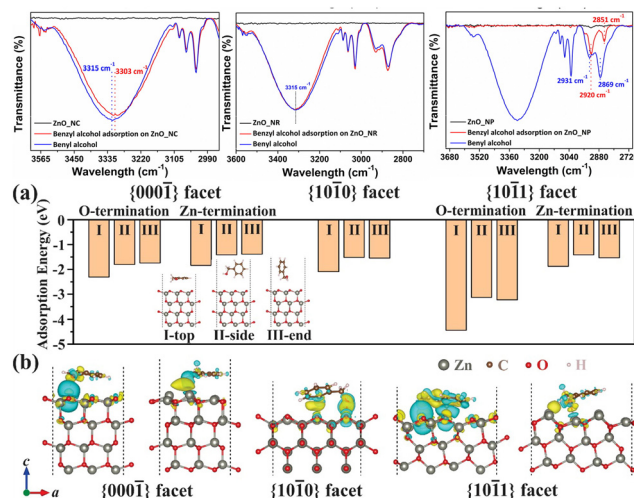 Transmittance (%)
3315 cm⁻¹
3303 cm⁻¹
ZnO_NC
Benzyl alcohol adsorption on ZnO_NC
Benyl alcohol
3565 3465 3365 3265 3165 3065 2990
Wavelength (cm⁻¹)
Transmittance (%)
3315 cm⁻¹
ZnO_NR
Benzyl alcohol adsorption on ZnO_NR
Benyl alcohol
3600 3400 3200 3000 2800
Wavelength (cm⁻¹)
Transmittance (%)
2851 cm⁻¹
2931 cm⁻¹
2869 cm⁻¹
2920 cm⁻¹
ZnO_NP
Benzyl alcohol adsorption on ZnO_NP
Benyl alcohol
3680 3520 3360 3200 3040 2880 272
Wavelength (cm⁻¹)
(a) {0001̄} facet {101̄0} facet {101̄1} facet
O-termination Zn-termination O-termination Zn-termination
Adsorption Energy (eV)
0
-1
-2
-3
-4
-5
I II III I II III I II III I II III I II III
I-top II-side III-end
(b) Zn C O H
c
a
{0001̄} facet {101̄0} facet {101̄1} facet